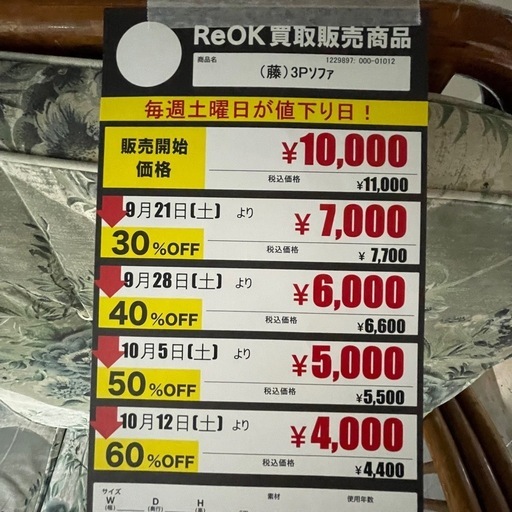 ReOK 買取販売商品
商品名 1229897: 000-01012
(藤)3Pソファ
毎週土曜日が値下り日!
販売開始
価格
¥10,000
税込価格 ¥11,000
9月21日(土) より
30%OFF
¥7,000
税込価格 ¥7,700
9月28日(土) より
40%OFF
¥6,000
税込価格 ¥6,600
10月5日(土) より
50%OFF
¥5,000
税込価格 ¥5,500
10月12日(土) より
60%OFF
¥4,000
税込価格 ¥4,400
サイズ 素材 使用年数
W D H
(幅) (奥行) (高)